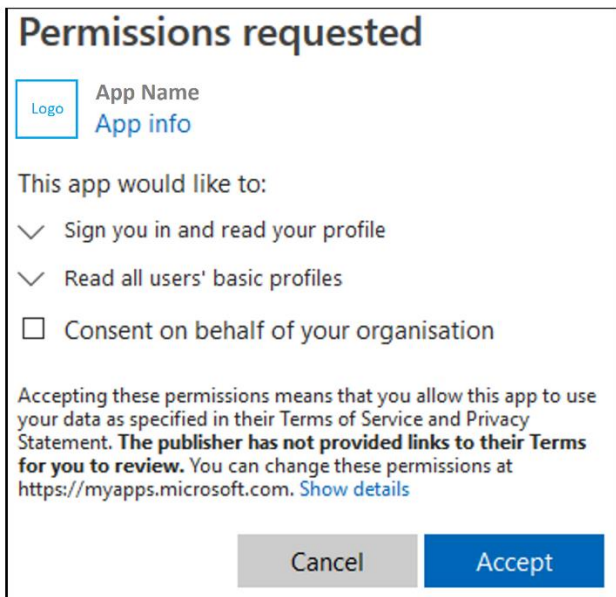 Permissions requested
Logo
App Name
App info
This app would like to:
Sign you in and read your profile
Read all users' basic profiles
Consent on behalf of your organisation
Accepting these permissions means that you allow this app to use
your data as specified in their Terms of Service and Privacy
Statement. The publisher has not provided links to their Terms
for you to review. You can change these permissions at
https://myapps.microsoft.com. Show details
Cancel
Accept